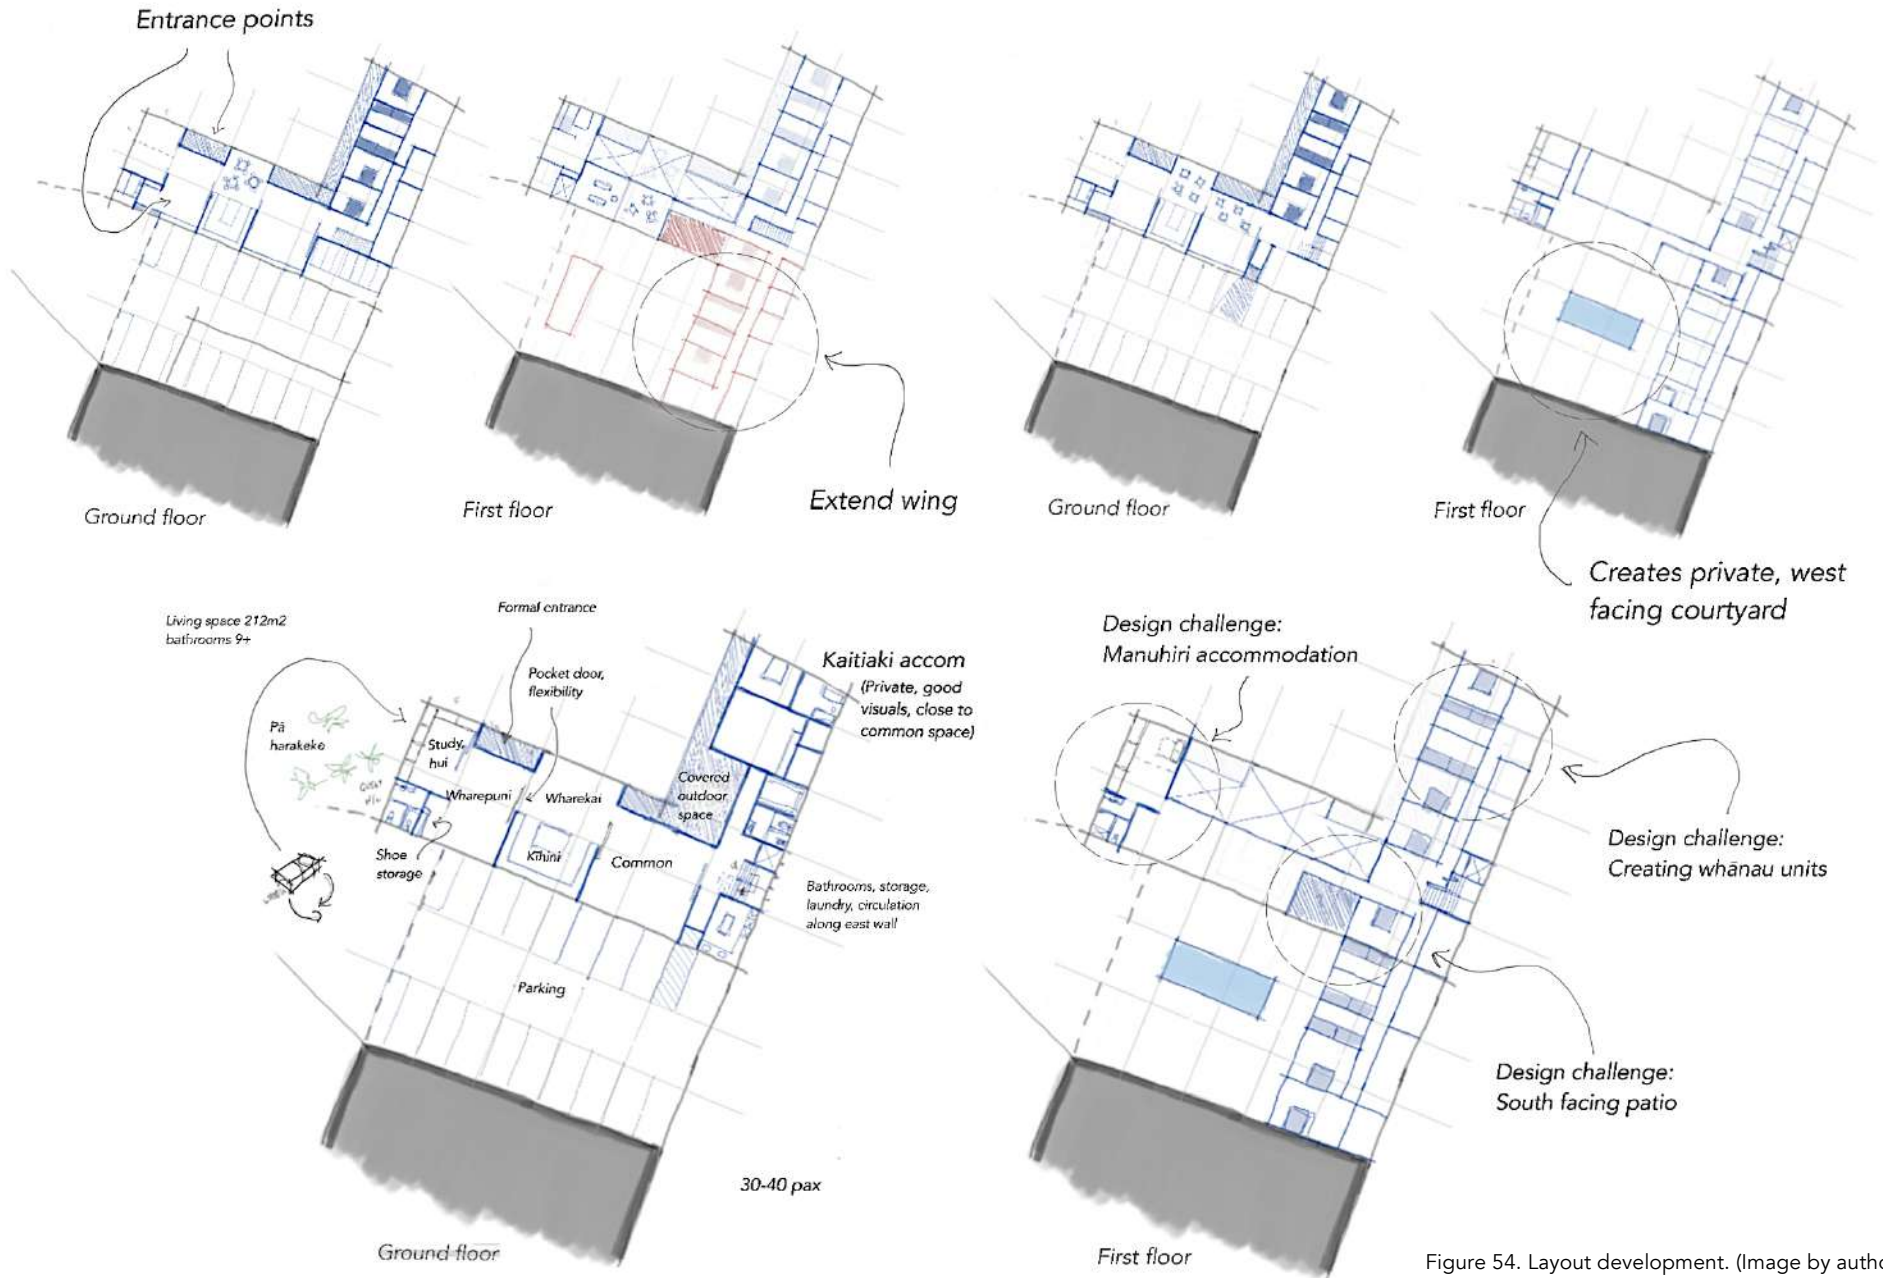 Entrance points
Ground floor
First floor
Extend wing
Ground floor
First floor
Creates private, west
facing courtyard
Living space 212m2
bathrooms 9+
Formal entrance
Pocket door,
flexibility
Kaitiaki accom
(Private, good
visuals, close to
common space)
Pā
harakeke
Study,
hui
Wharepuni
Wharekai
Covered
outdoor
space
Shoe
storage
Kīhini
Common
Bathrooms, storage,
laundry, circulation
along east wall
Parking
30-40 pax
Ground floor
Design challenge:
Manuhiri accommodation
Design challenge:
Creating whānau units
Design challenge:
South facing patio
First floor
Figure 54. Layout development. (Image by autho